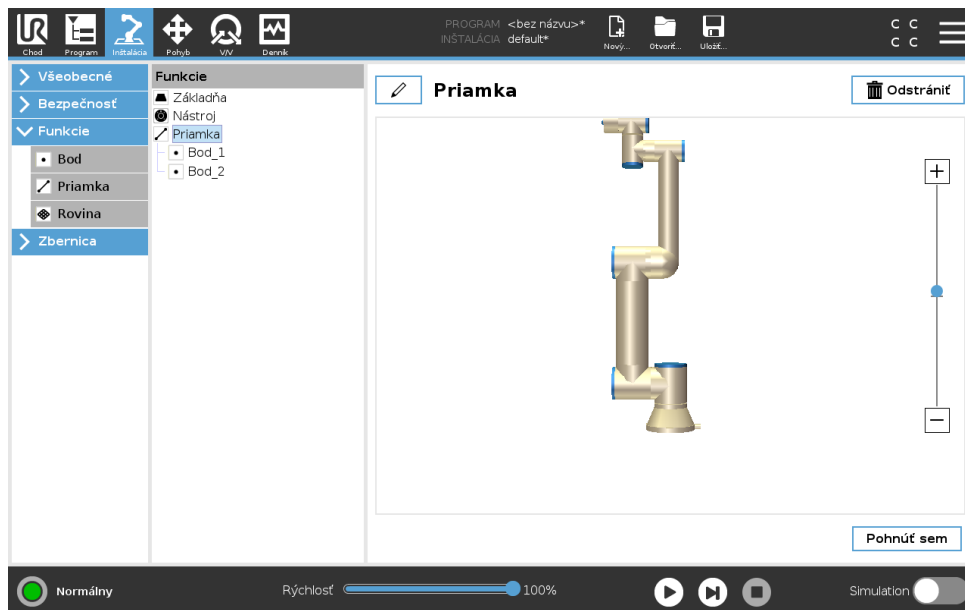 PROGRAM <bez názvu>*
INŠTALÁCIA default*
Chod Program Inštalácia Pohyb V/V Denník Nový... Otvoriť... Uložiť...
C C
C C
Všeobecné
Bezpečnosť
Funkcie
Bod
Priamka
Rovina
Zbernica
Funkcie
Základňa
Nástroj
Priamka
Bod_1
Bod_2
Priamka
Odstrániť
Pohnúť sem
Normálny Rýchlosť 100% Simulation